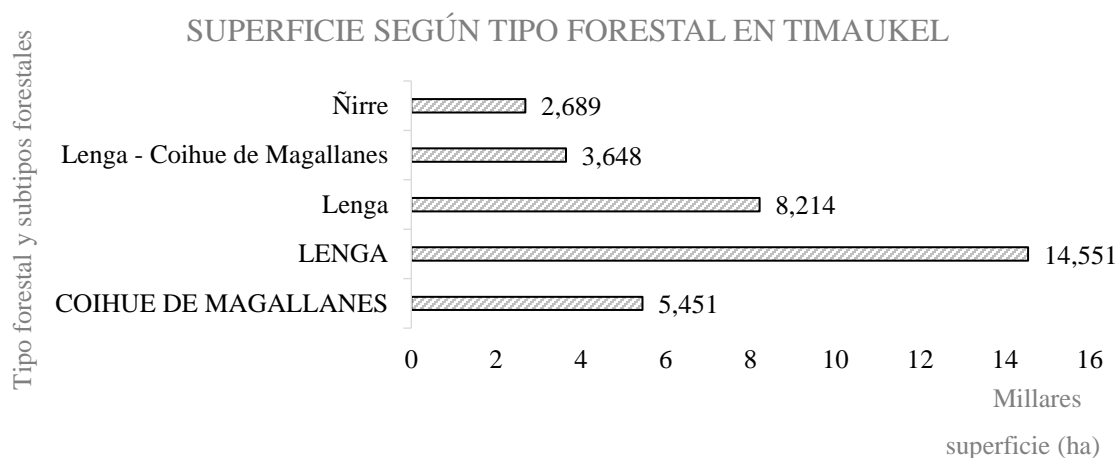 SUPERFICIE SEGÚN TIPO FORESTAL EN TIMAUKEL
Tipo forestal y subtipos forestales
Ñirre 2,689
Lenga - Coihue de Magallanes 3,648
Lenga 8,214
LENGA 14,551
COIHUE DE MAGALLANES 5,451
0 2 4 6 8 10 12 14 16
Millares
superficie (ha)